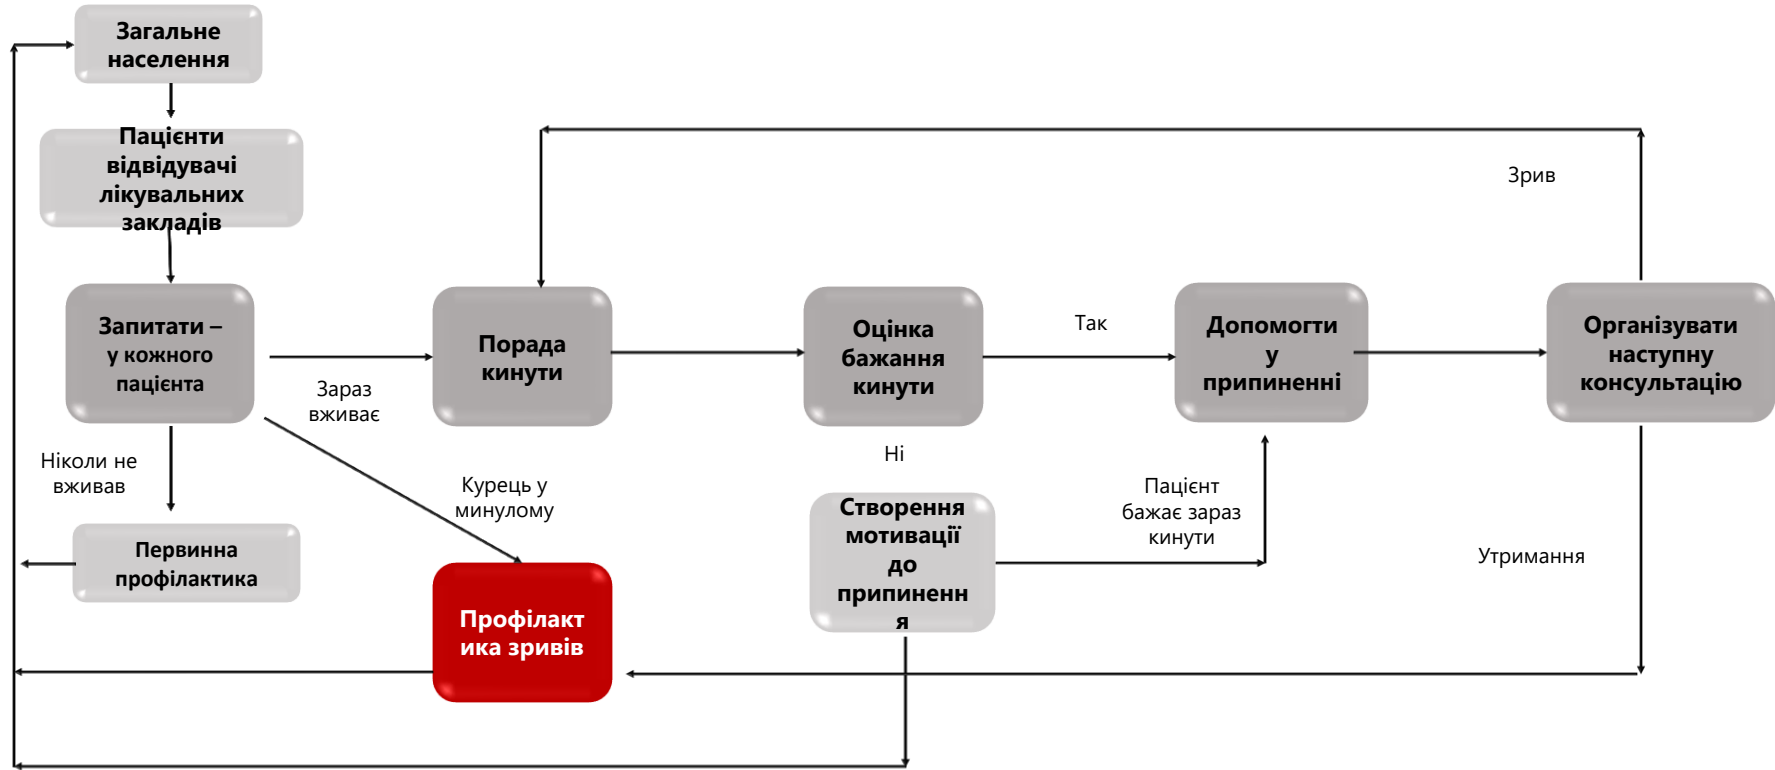 Загальне
населення
Пацієнти
відвідувачі
лікувальних
закладів
Зрив
Запитати –
у кожного
пацієнта
Зараз
вживає
Порада
кинути
Оцінка
бажання
кинути
Так
Допомогти
у
припиненні
Організувати
наступну
консультацію
Ніколи не
вживав
Курець у
минулому
Ні
Пацієнт
бажає зараз
кинути
Створення
мотивації
до
припиненн
я
Утримання
Первинна
профілактика
Профілакт
ика зривів